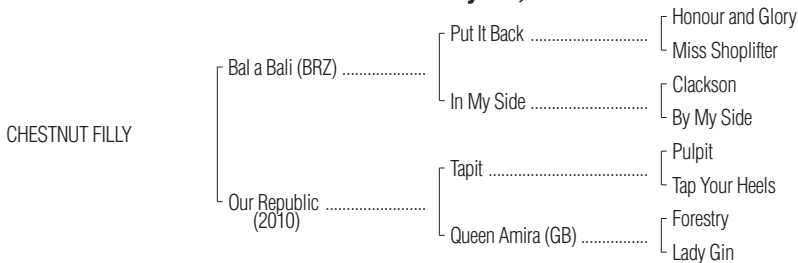 Honour and Glory
Put It Back ......................
Miss Shoplifter
Bal a Bali (BRZ) ....................
Clackson
In My Side ......................
By My Side
CHESTNUT FILLY
Pulpit
Tapit ..............................
Tap Your Heels
Our Republic ........................
(2010)
Forestry
Queen Amira (GB) ................
Lady Gin